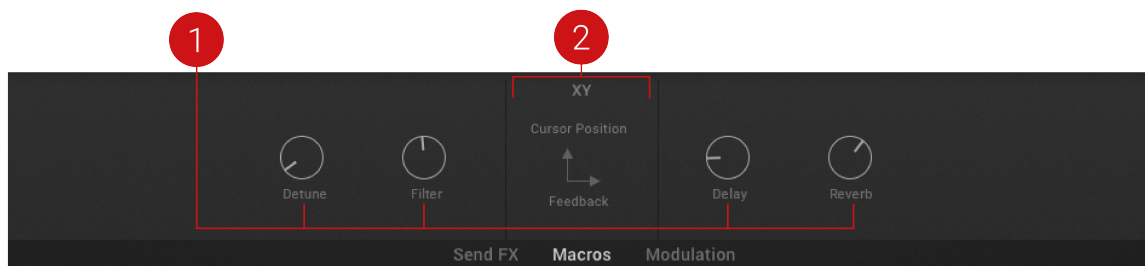 1
2
XY
Cursor Position
Detune
Filter
Feedback
Delay
Reverb
Send FX Macros Modulation